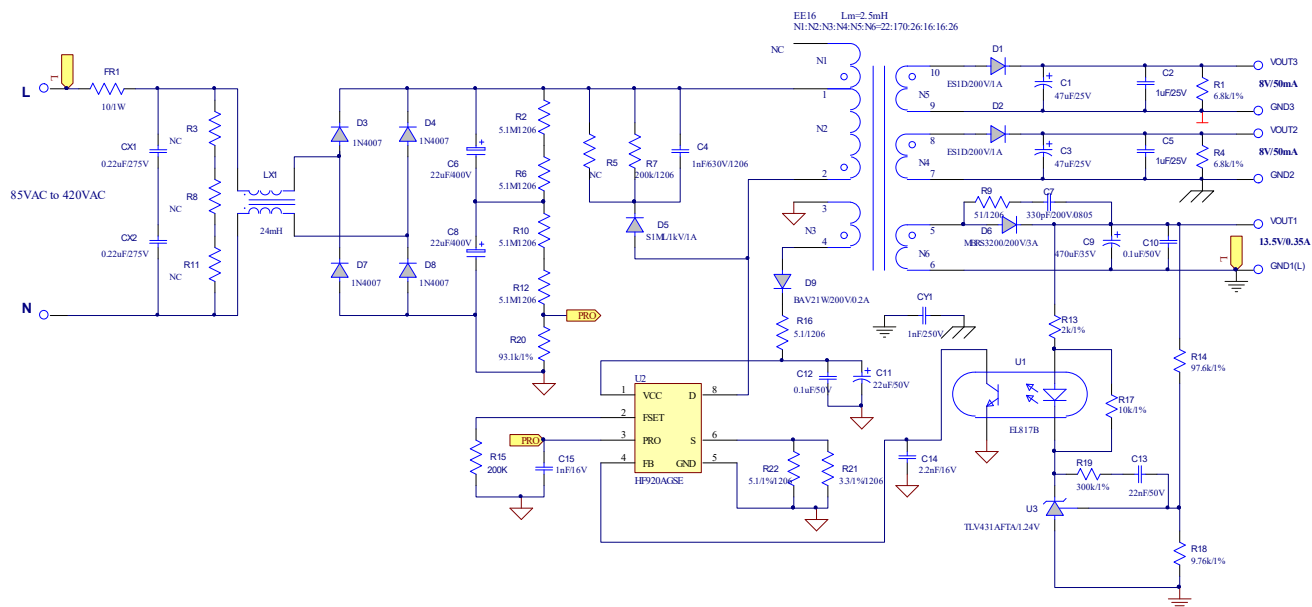 EE16 Lm=2.5mH
N1:N2:N3:N4:N5:N6=22:170:26:16:16:26
L
L
FR1
10/1W
NC
N1
1
N2
2
3
N3
4
10
N5
9
8
N4
7
5
N6
6
D1
ES1D/200V/1A
D2
ES1D/200V/1A
C1
47uF/25V
C2
1uF/25V
R1
6.8k/1%
VOUT3
8V/50mA
GND3
C3
47uF/25V
C5
1uF/25V
R4
6.8k/1%
VOUT2
8V/50mA
GND2
R9
51/1206
C7
330pF/200V/0805
D6
MBRS3200/200V/3A
C9
470uF/35V
C10
0.1uF/50V
VOUT1
13.5V/0.35A
L
GND1(L)
85VAC to 420VAC
CX1
0.22uF/275V
CX2
0.22uF/275V
R3
NC
R8
NC
R11
NC
LX1
24mH
N
D3
1N4007
D4
1N4007
D7
1N4007
D8
1N4007
C6
22uF/400V
C8
22uF/400V
R2
5.1M/1206
R6
5.1M/1206
R10
5.1M/1206
R12
5.1M/1206
PRO
R20
93.1k/1%
R5
NC
R7
200k/1206
C4
1nF/630V/1206
D5
S1ML/1kV/1A
D9
BAV21W/200V/0.2A
R16
5.1/1206
CY1
1nF/250V
C12
0.1uF/50V
C11
22uF/50V
U2
1 VCC D 8
2 FSET
3 PRO S 6
4 FB GND 5
HF920AGSE
PRO
R15
200K
C15
1nF/16V
R22
5.1/1%/1206
R21
3.3/1%/1206
C14
2.2nF/16V
U1
EL817B
R13
2k/1%
R17
10k/1%
R14
97.6k/1%
R19
300k/1%
C13
22nF/50V
U3
TLV431AFTA/1.24V
R18
9.76k/1%